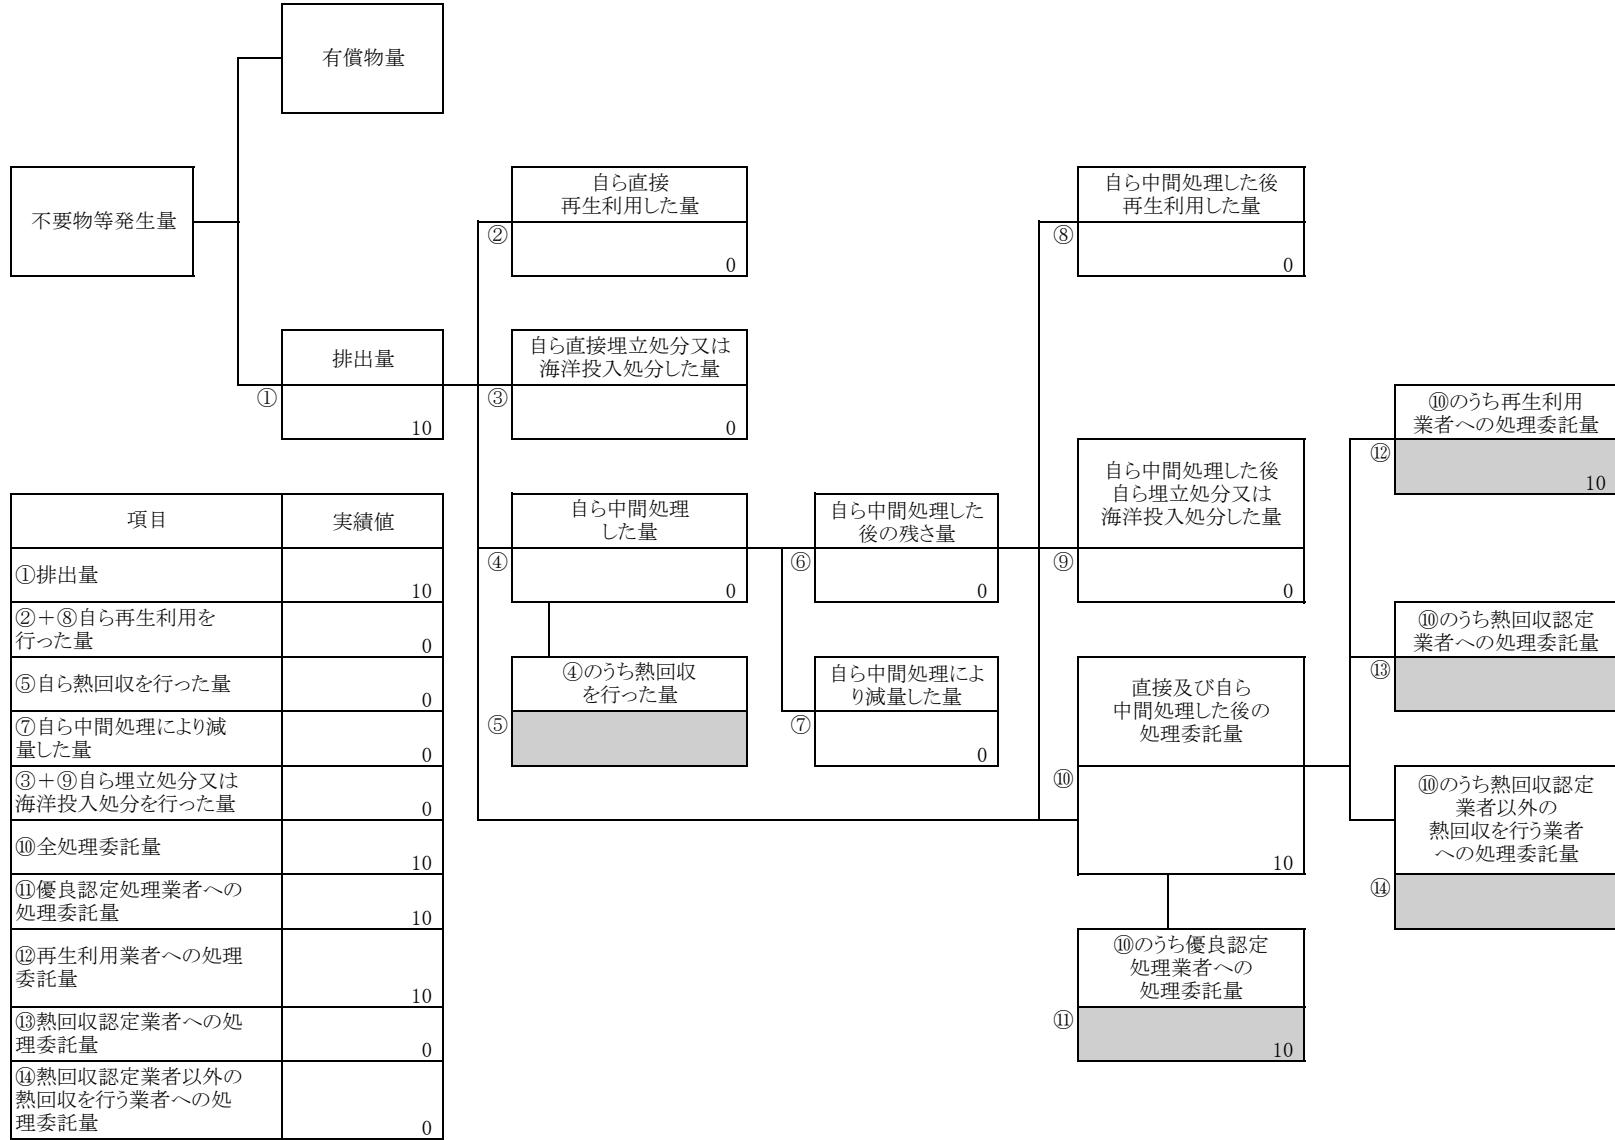 有償物量
不要物等発生量
自ら直接
再生利用した量
②
0
自ら中間処理した後
再生利用した量
⑧
0
排出量
①
10
自ら直接埋立処分又は
海洋投入処分した量
③
0
⑩のうち再生利用
業者への処理委託量
⑫
10
自ら中間処理
した量
④
0
自ら中間処理した
後の残さ量
⑥
0
自ら中間処理した後
自ら埋立処分又は
海洋投入処分した量
⑨
0
⑩のうち熱回収認定
業者への処理委託量
⑬
④のうち熱回収
を行った量
⑤
自ら中間処理によ
り減量した量
⑦
0
直接及び自ら
中間処理した後の
処理委託量
⑩
10
⑩のうち熱回収認定
業者以外の
熱回収を行う業者
への処理委託量
⑭
⑩のうち優良認定
処理業者への
処理委託量
⑪
10
項目 実績値
①排出量
10
②+⑧自ら再生利用を
行った量
0
⑤自ら熱回収を行った量
0
⑦自ら中間処理により減
量した量
0
③+⑨自ら埋立処分又は
海洋投入処分を行った量
0
⑩全処理委託量
10
⑪優良認定処理業者への
処理委託量
10
⑫再生利用業者への処理
委託量
10
⑬熱回収認定業者への処
理委託量
0
⑭熱回収認定業者以外の
熱回収を行う業者への処
理委託量
0